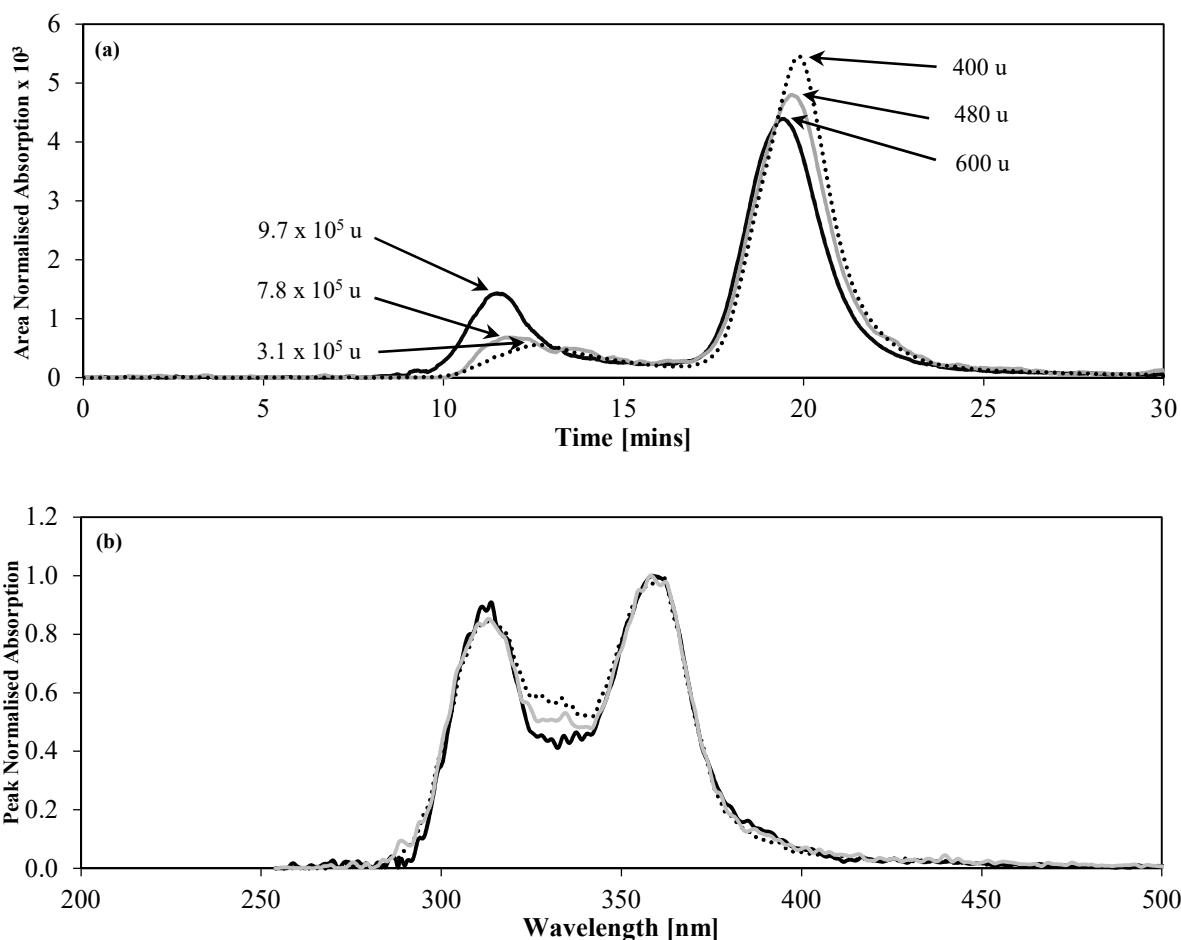 (a)
Area Normalised Absorption x 10³
6
5
4
3
2
1
0
400 u
480 u
600 u
9.7 x 10⁵ u
7.8 x 10⁵ u
3.1 x 10⁵ u
0 5 10 15 20 25 30
Time [mins]
(b)
Peak Normalised Absorption
1.2
1.0
0.8
0.6
0.4
0.2
0.0
200 250 300 350 400 450 500
Wavelength [nm]